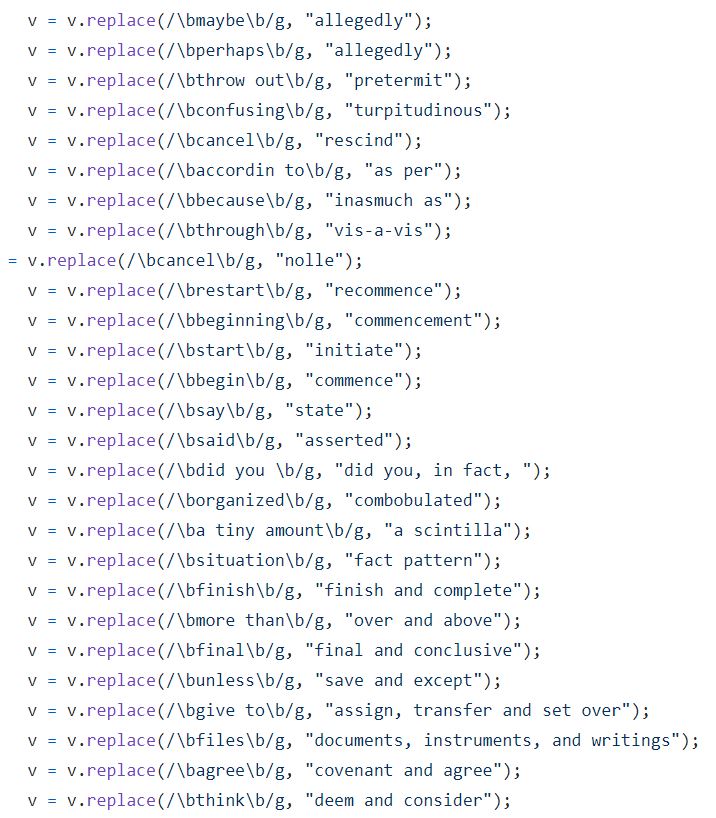 v = v.replace(/\bmaybe\b/g, "allegedly");
v = v.replace(/\bperhaps\b/g, "allegedly");
v = v.replace(/\bthrow out\b/g, "pretermit");
v = v.replace(/\bconfusing\b/g, "turpitudinous");
v = v.replace(/\bcancel\b/g, "rescind");
v = v.replace(/\baccordin to\b/g, "as per");
v = v.replace(/\bbecause\b/g, "inasmuch as");
v = v.replace(/\bthrough\b/g, "vis-a-vis");
= v.replace(/\bcancel\b/g, "nolle");
v = v.replace(/\brestart\b/g, "recommence");
v = v.replace(/\bbeginning\b/g, "commencement");
v = v.replace(/\bstart\b/g, "initiate");
v = v.replace(/\bbegin\b/g, "commence");
v = v.replace(/\bsay\b/g, "state");
v = v.replace(/\bsaid\b/g, "asserted");
v = v.replace(/\bdid you \b/g, "did you, in fact, ");
v = v.replace(/\borganized\b/g, "combobulated");
v = v.replace(/\ba tiny amount\b/g, "a scintilla");
v = v.replace(/\bsituation\b/g, "fact pattern");
v = v.replace(/\bfinish\b/g, "finish and complete");
v = v.replace(/\bmore than\b/g, "over and above");
v = v.replace(/\bfinal\b/g, "final and conclusive");
v = v.replace(/\bunless\b/g, "save and except");
v = v.replace(/\bgive to\b/g, "assign, transfer and set over");
v = v.replace(/\bfiles\b/g, "documents, instruments, and writings");
v = v.replace(/\bagree\b/g, "covenant and agree");
v = v.replace(/\bthink\b/g, "deem and consider");